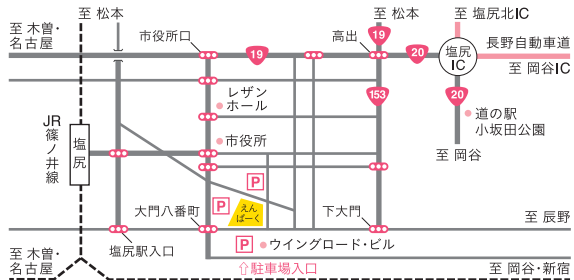 至 木曽・
名古屋
至 松本
市役所口
19
高出
19
至 松本
20
至 塩尻北IC
塩尻
IC
長野自動車道
至 岡谷IC
153
20
レザン
ホール
道の駅
小坂田公園
JR
篠ノ井線
塩尻
市役所
至 岡谷
P
P
えん
ぱーく
大門八番町
下大門
至 辰野
塩尻駅入口
P
ウイングロード・ビル
至 木曽・
名古屋
⇧駐車場入口
至 岡谷・新宿